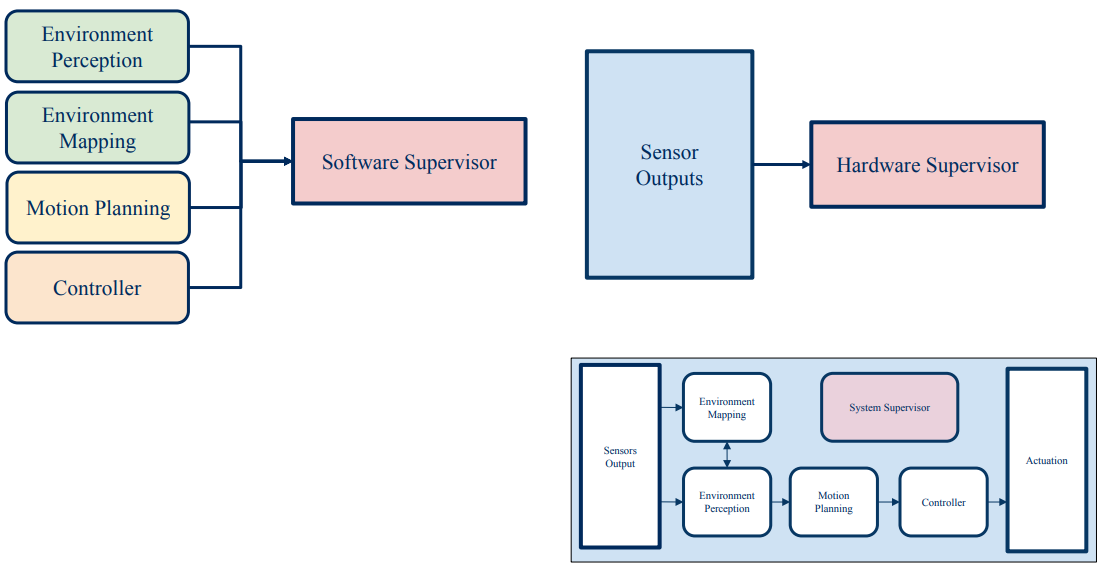 Environment
Perception
Environment
Mapping
Motion Planning
Controller
Software Supervisor
Sensor
Outputs
Hardware Supervisor
Sensors
Output
Environment
Mapping
System Supervisor
Environment
Perception
Motion
Planning
Controller
Actuation